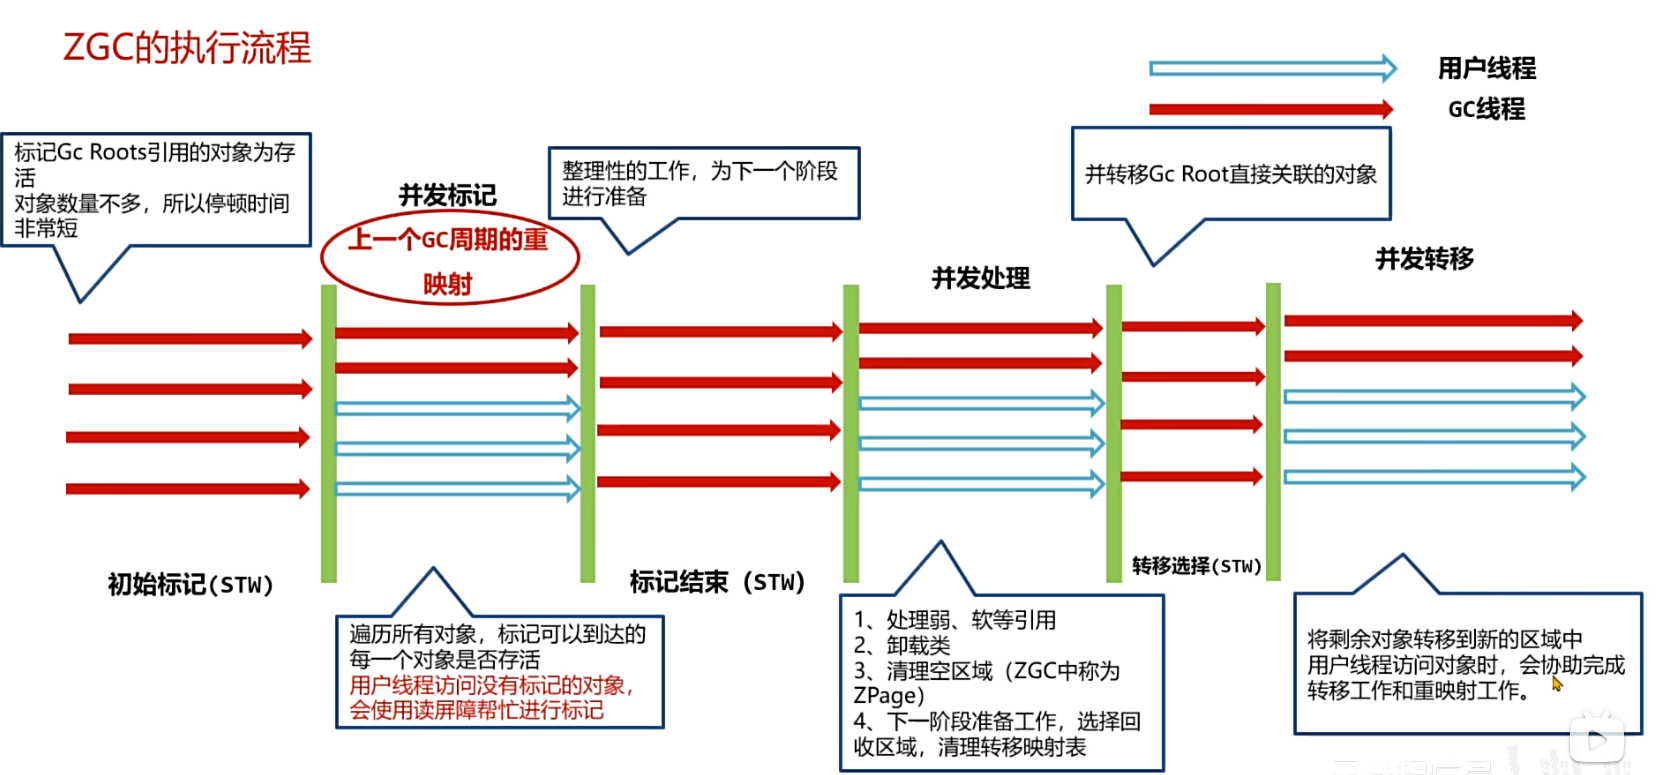 ZGC的执行流程
用户线程
GC线程
标记Gc Roots引用的对象为存
活
对象数量不多，所以停顿时间
非常短
并发标记
上一个GC周期的重
映射
整理性的工作，为下一个阶段
进行准备
并发处理
并转移Gc Root直接关联的对象
并发转移
初始标记(STW)
标记结束（STW）
转移选择(STW)
遍历所有对象，标记可以到达的
每一个对象是否存活
用户线程访问没有标记的对象，
会使用读屏障帮忙进行标记
1、处理弱、软等引用
2、卸载类
3、清理空区域（ZGC中称为
ZPage）
4、下一阶段准备工作，选择回
收区域，清理转移映射表
将剩余对象转移到新的区域中
用户线程访问对象时，会协助完成
转移工作和重映射工作。